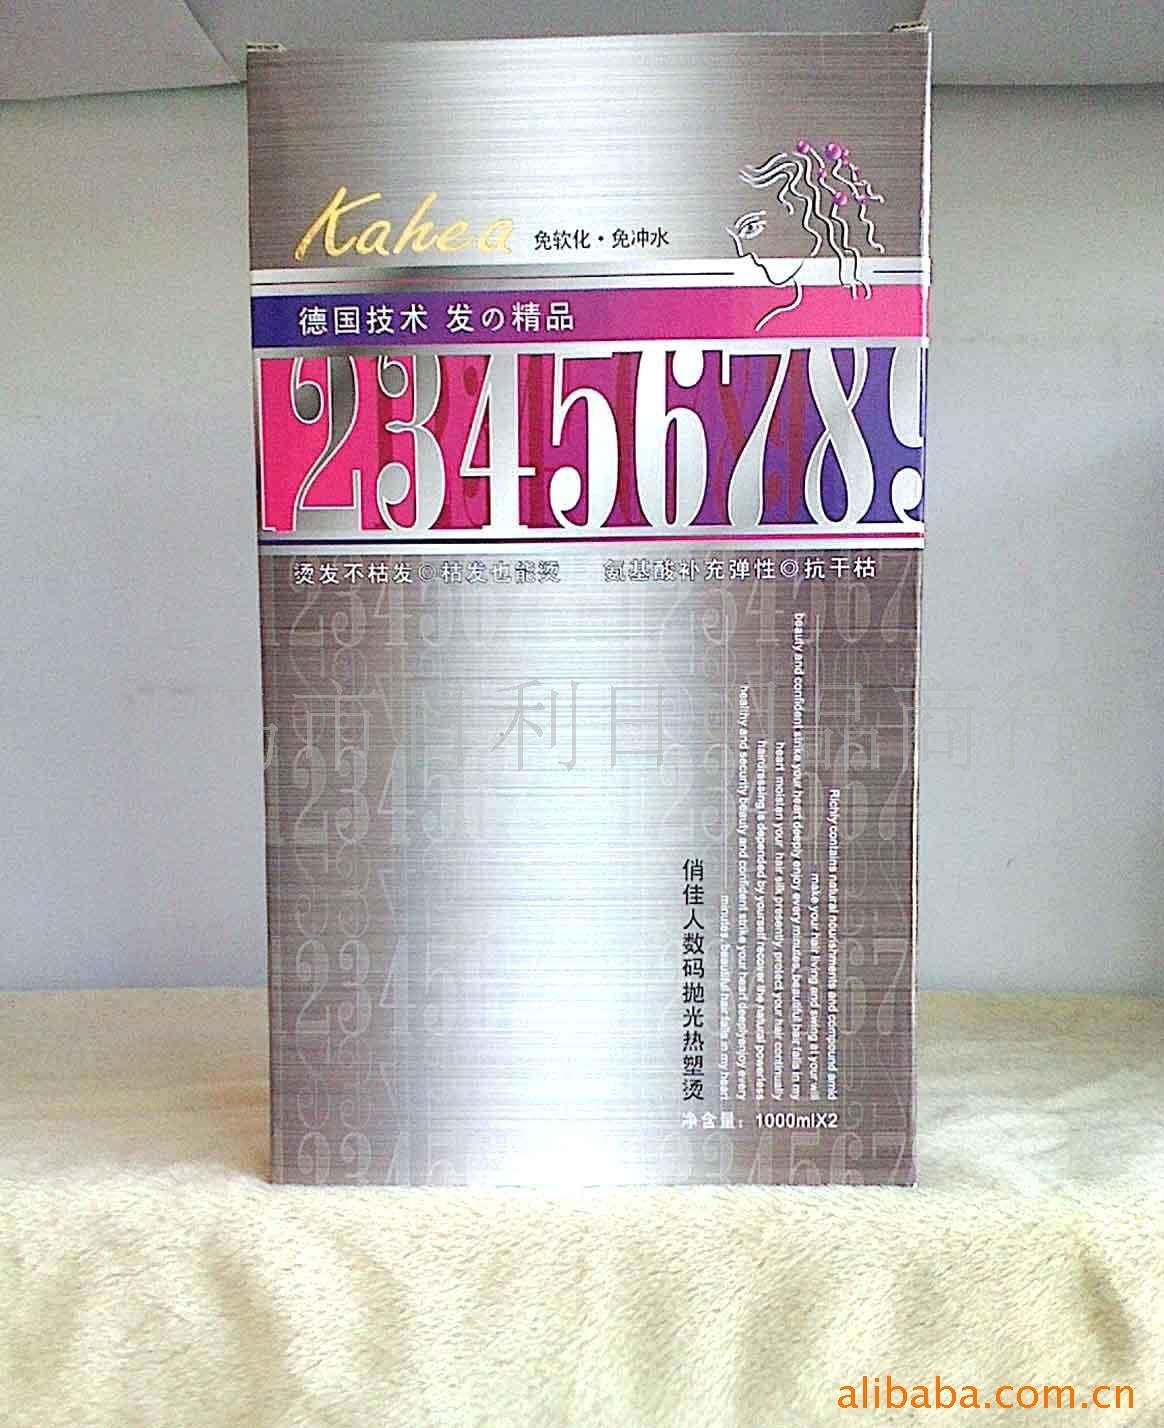 Kahea 免软化·免冲水
德国技术 发の精品
123456789
烫发不枯发◎枯发也能烫 氨基酸补充弹性◎抗干枯
Richly contains natural nourishments and compound amid
make your hair living and swing at your will
beauty and confident strike your heart deeply enjoy every minutes, beautiful hair falls in my
heart moisten your hair silk presently, protect your hair continually
hairdressing is depended by yourself recover the natural powerless
healthy and security beauty and confident strike your heart deeply enjoy every
minutes, beautiful hair falls in my heart
俏佳人数码抛光热塑烫
净含量：1000mlX2
alibaba.com.cn